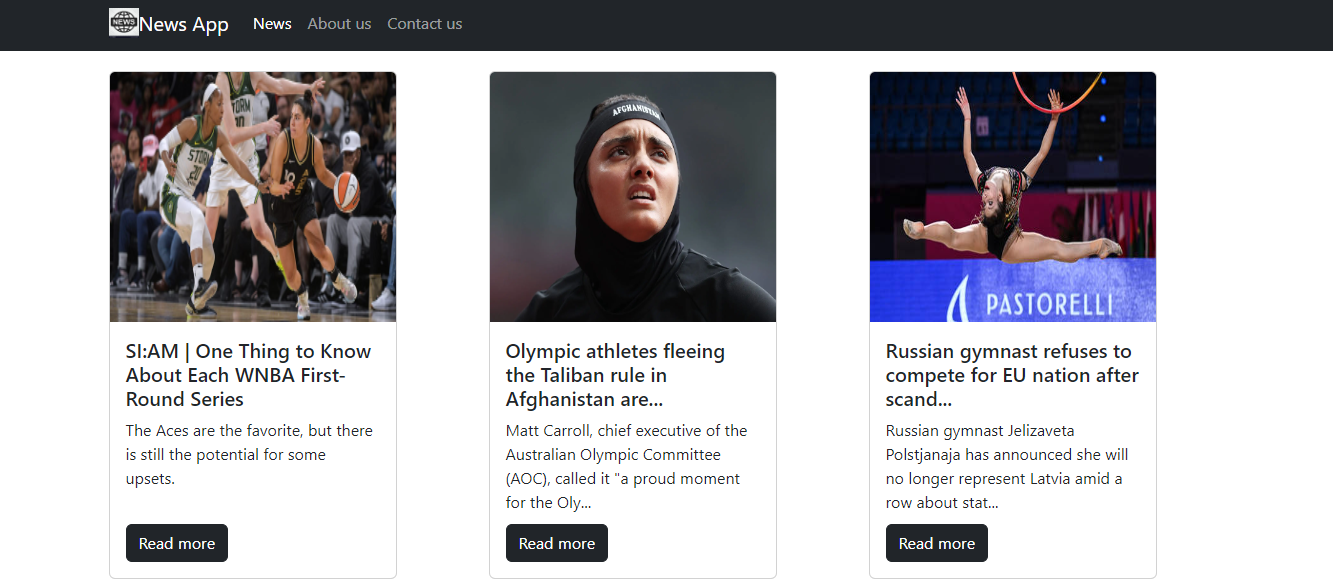 NEWS
News App News About us Contact us
STORM
STORM
20
10
AFGHANISTAN
PASTORELLI
SI:AM | One Thing to Know
About Each WNBA First-
Round Series
The Aces are the favorite, but there
is still the potential for some
upsets.
Read more
Olympic athletes fleeing
the Taliban rule in
Afghanistan are...
Matt Carroll, chief executive of the
Australian Olympic Committee
(AOC), called it "a proud moment
for the Oly...
Read more
Russian gymnast refuses to
compete for EU nation after
scand...
Russian gymnast Jelizaveta
Polstjanaja has announced she will
no longer represent Latvia amid a
row about stat...
Read more